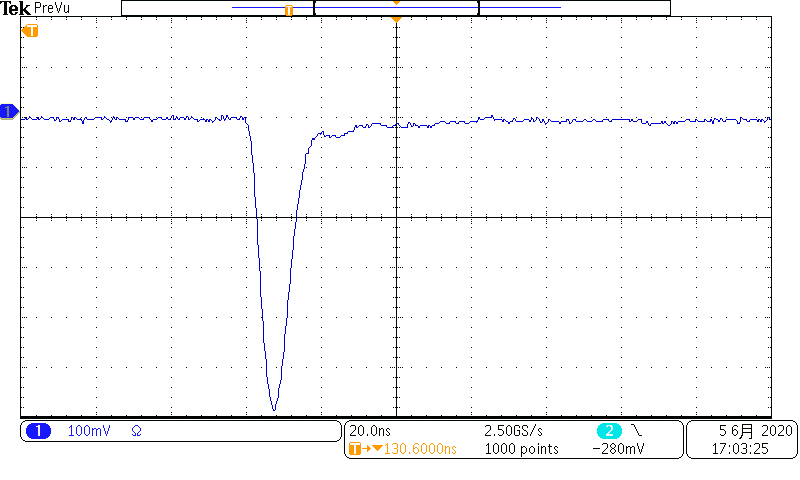 Tek PreVu
T
T
1
1 100mV Ω
20.0ns 2.50GS/s 2 -280mV
T→▼130.6000ns 1000 points
5 6月 2020
17:03:25